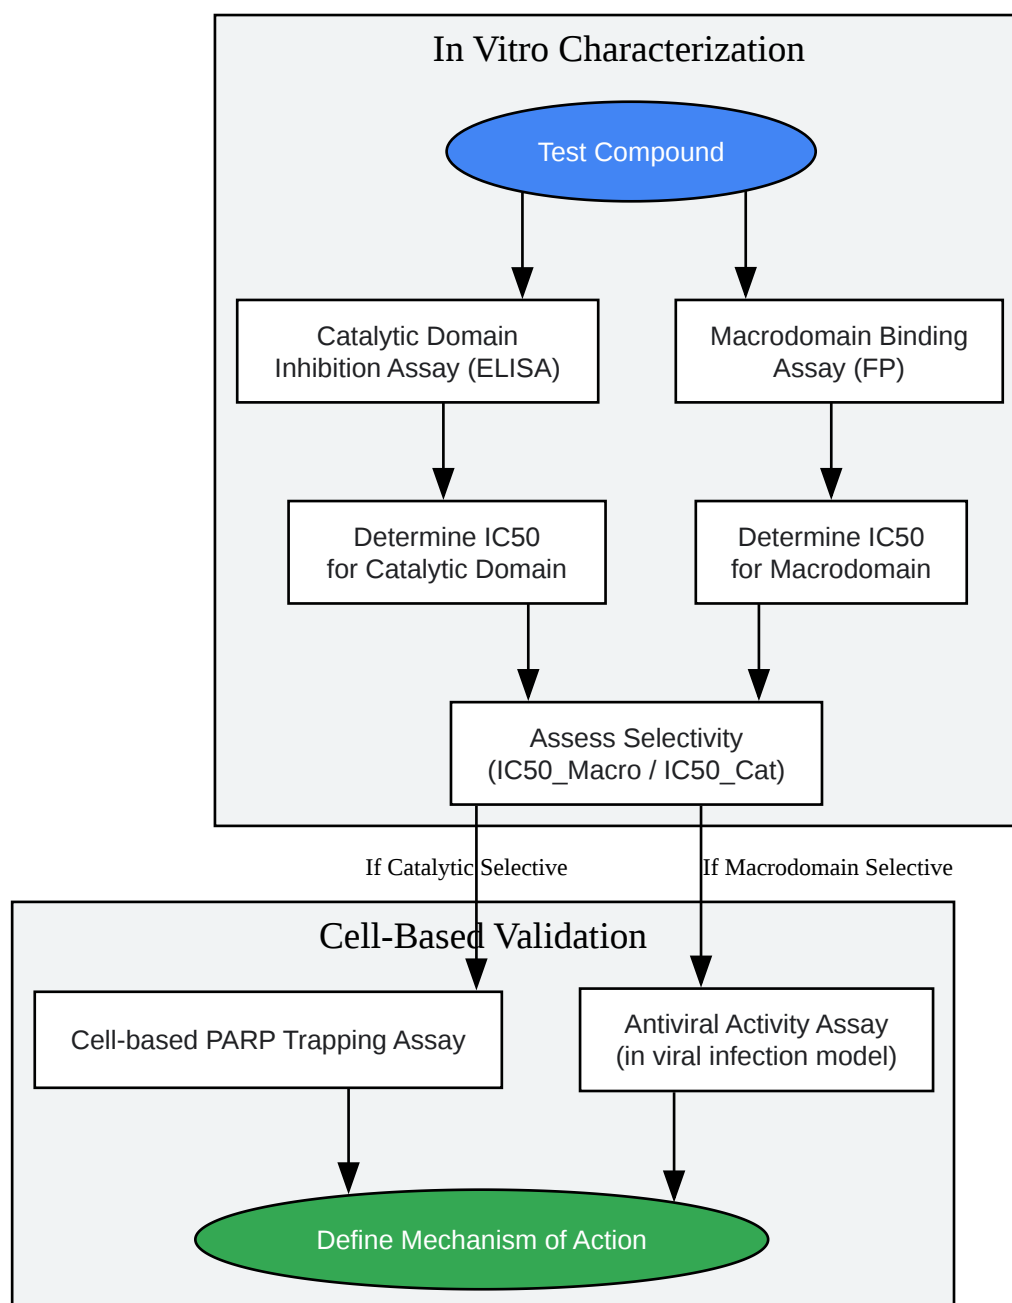 In Vitro Characterization
Test Compound
Catalytic Domain
Inhibition Assay (ELISA)
Macrodomain Binding
Assay (FP)
Determine IC50
for Catalytic Domain
Determine IC50
for Macrodomain
Assess Selectivity
(IC50_Macro / IC50_Cat)
If Catalytic Selective
If Macrodomain Selective
Cell-Based Validation
Cell-based PARP Trapping Assay
Antiviral Activity Assay
(in viral infection model)
Define Mechanism of Action